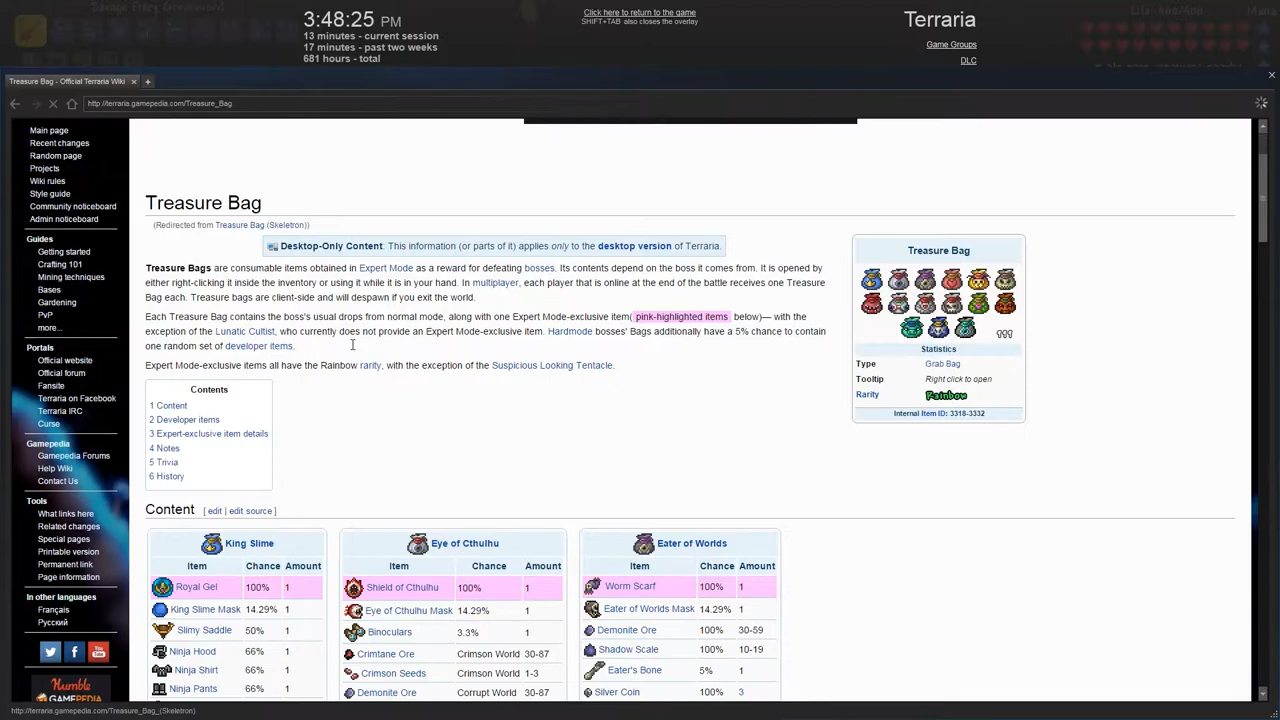 3:48:25 PM
13 minutes - current session
17 minutes - past two weeks
681 hours - total
Click here to return to the game
SHIFT+TAB also closes the overlay
Terraria
Game Groups
DLC
Treasure Bag - Official Terraria Wiki
http://terraria.gamepedia.com/Treasure_Bag
Main page
Recent changes
Random page
Projects
Wiki rules
Style guide
Community noticeboard
Admin noticeboard
Guides
Getting started
Crafting 101
Mining techniques
Bases
Gardening
PvP
more...
Portals
Official website
Official forum
Fansite
Terraria on Facebook
Terraria IRC
Curse
Gamepedia
Gamepedia Forums
Help Wiki
Contact Us
Tools
What links here
Related changes
Special pages
Printable version
Permanent link
Page information
In other languages
Français
Русский
Humble
GAMEPEDIA
Treasure Bag
(Redirected from Treasure Bag (Skeletron))
Desktop-Only Content: This information (or parts of it) applies only to the desktop version of Terraria.
Treasure Bags are consumable items obtained in Expert Mode as a reward for defeating bosses. Its contents depend on the boss it comes from. It is opened by
either right-clicking it inside the inventory or using it while it is in your hand. In multiplayer, each player that is online at the end of the battle receives one Treasure
Bag each. Treasure bags are client-side and will despawn if you exit the world.
Each Treasure Bag contains the boss's usual drops from normal mode, along with one Expert Mode-exclusive item( pink-highlighted items below)— with the
exception of the Lunatic Cultist, who currently does not provide an Expert Mode-exclusive item. Hardmode bosses' Bags additionally have a 5% chance to contain
one random set of developer items.
Expert Mode-exclusive items all have the Rainbow rarity, with the exception of the Suspicious Looking Tentacle.
Treasure Bag
Statistics
Type Grab Bag
Tooltip Right click to open
Rarity Rainbow
Internal Item ID: 3318-3332
Contents
1 Content
2 Developer items
3 Expert-exclusive item details
4 Notes
5 Trivia
6 History
Content [ edit | edit source ]
King Slime
Item Chance Amount
Royal Gel 100% 1
King Slime Mask 14.29% 1
Slimy Saddle 50% 1
Ninja Hood 66% 1
Ninja Shirt 66% 1
Ninja Pants 66% 1
Eye of Cthulhu
Item Chance Amount
Shield of Cthulhu 100% 1
Eye of Cthulhu Mask 14.29% 1
Binoculars 3.3% 1
Crimtane Ore Crimson World 30-87
Crimson Seeds Crimson World 1-3
Demonite Ore Corrupt World 30-87
Eater of Worlds
Item Chance Amount
Worm Scarf 100% 1
Eater of Worlds Mask 14.29% 1
Demonite Ore 100% 30-59
Shadow Scale 100% 10-19
Eater's Bone 5% 1
Silver Coin 100% 3
http://terraria.gamepedia.com/Treasure_Bag_(Skeletron)